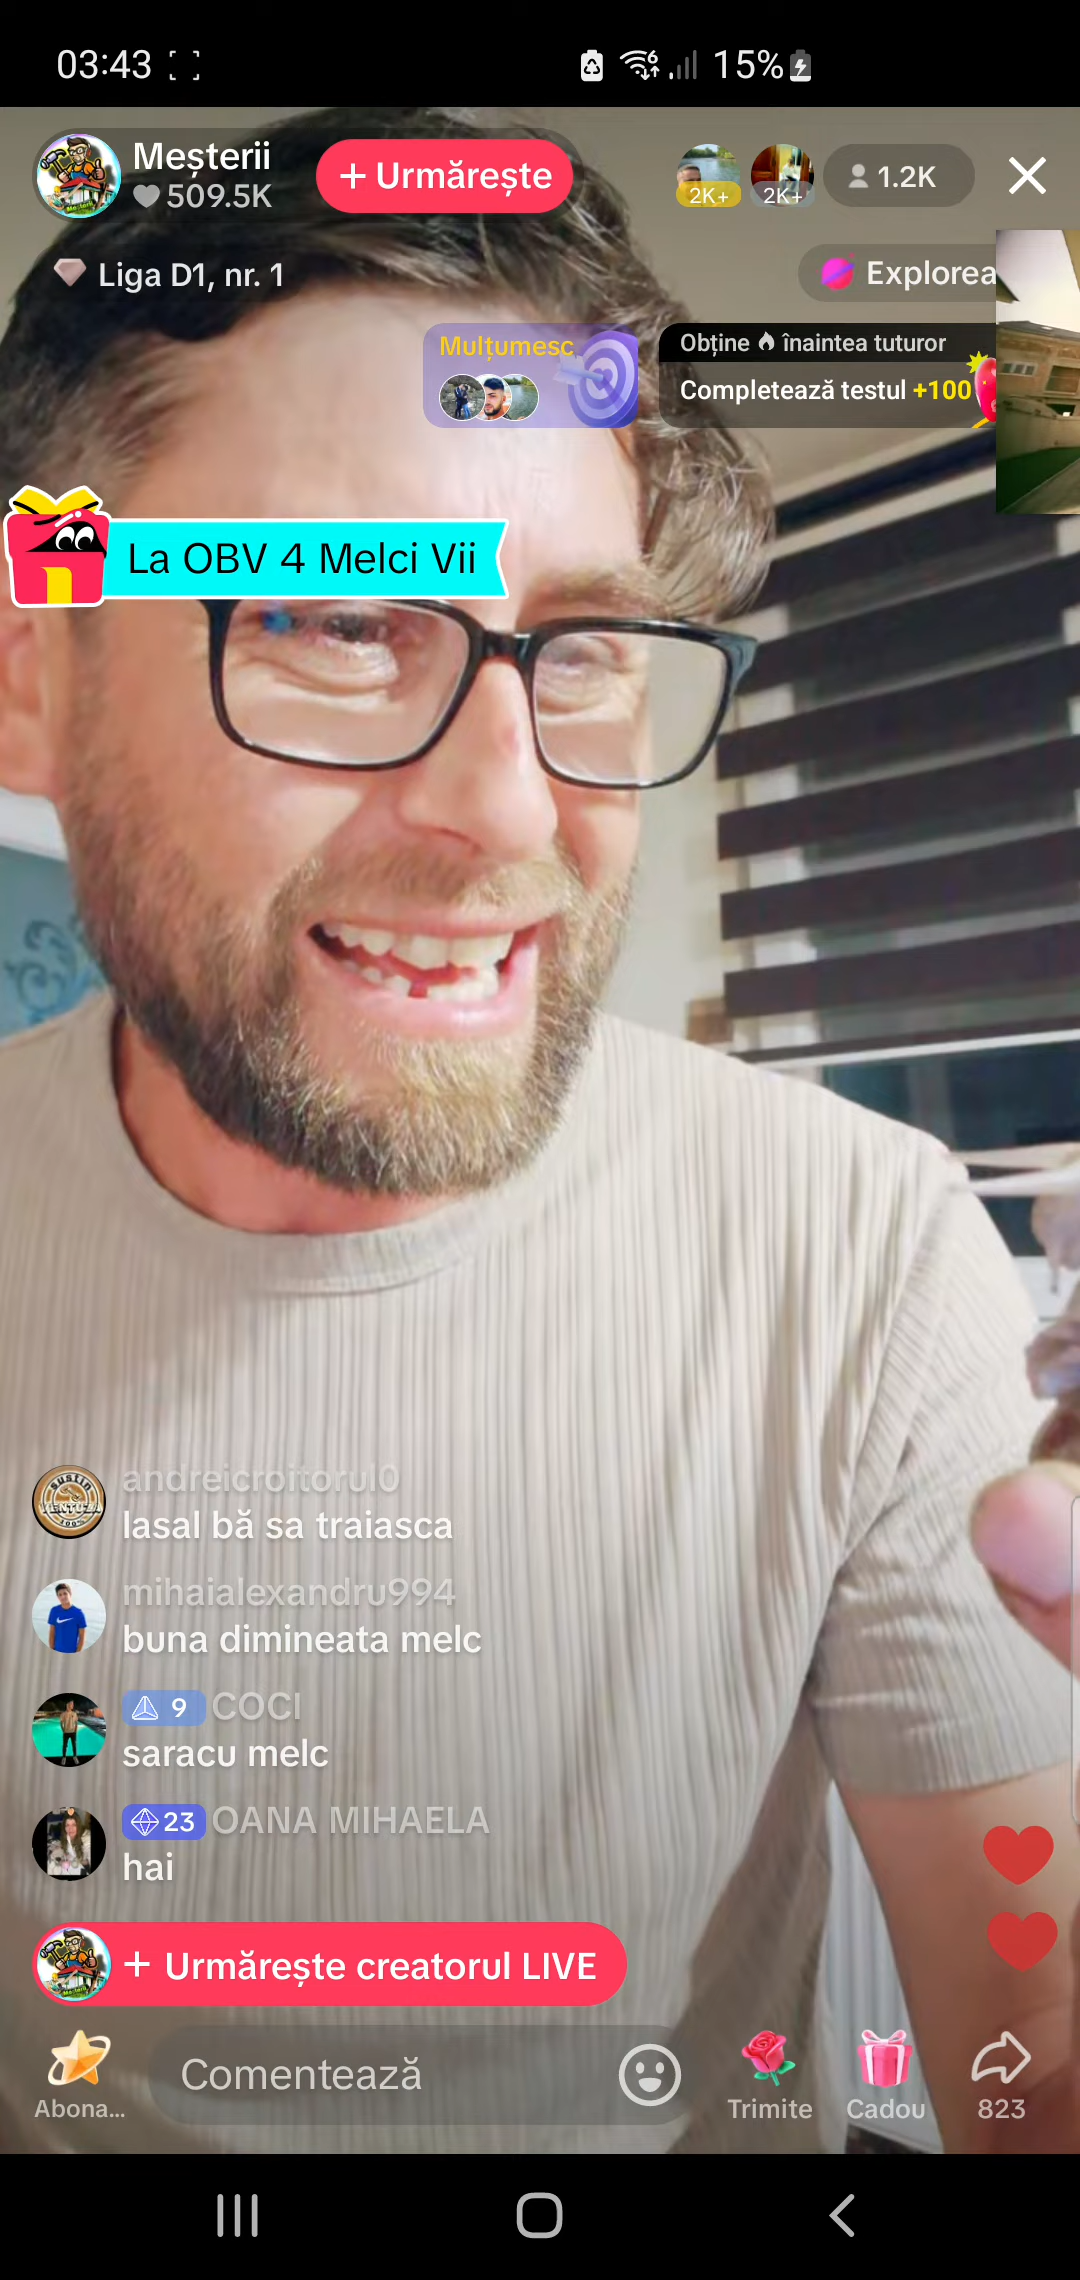 03:43
15%
Meșterii
509.5K
+ Urmărește
2K+
2K+
1.2K
Liga D1, nr. 1
Explorea
Mulțumesc
Obține înaintea tuturor
Completează testul +100
La OBV 4 Melci Vii
andreicroitorul0
lasal bă sa traiasca
mihaialexandru994
buna dimineata melc
9 COCI
saracu melc
23 OANA MIHAELA
hai
+ Urmărește creatorul LIVE
Abona...
Comentează
Trimite
Cadou
823